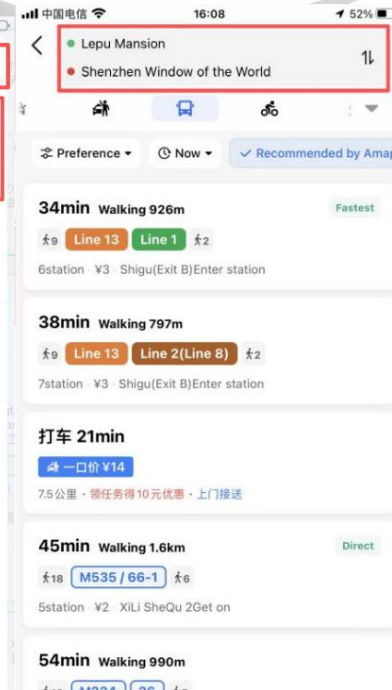 中国电信 16:08 52%
Lepu Mansion
Shenzhen Window of the World
Preference Now Recommended by Amap
34min Walking 926m Fastest
9 Line 13 Line 1 2
6station · ¥3 · Shigu(Exit B)Enter station
38min Walking 797m
9 Line 13 Line 2(Line 8) 2
7station · ¥3 · Shigu(Exit B)Enter station
打车 21min
一口价 ¥14
7.5公里 · 领任务得10元优惠 · 上门接送
45min Walking 1.6km Direct
18 M535 / 66-1 6
5station · ¥2 · XiLi SheQu 2Get on
54min Walking 990m